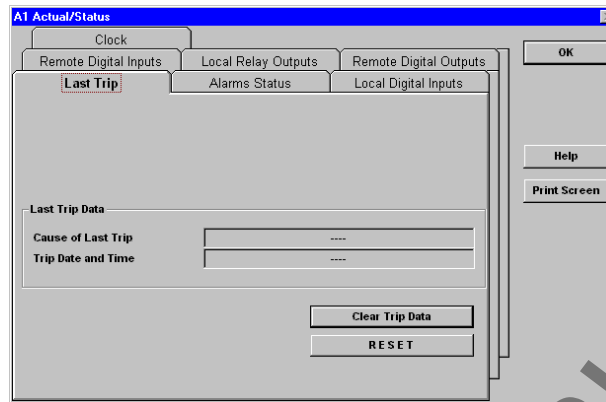 A1 Actual/Status
Clock
Remote Digital Inputs Local Relay Outputs Remote Digital Outputs
Last Trip Alarms Status Local Digital Inputs
OK
Help
Print Screen
Last Trip Data
Cause of Last Trip ----
Trip Date and Time ----
Clear Trip Data
RESET